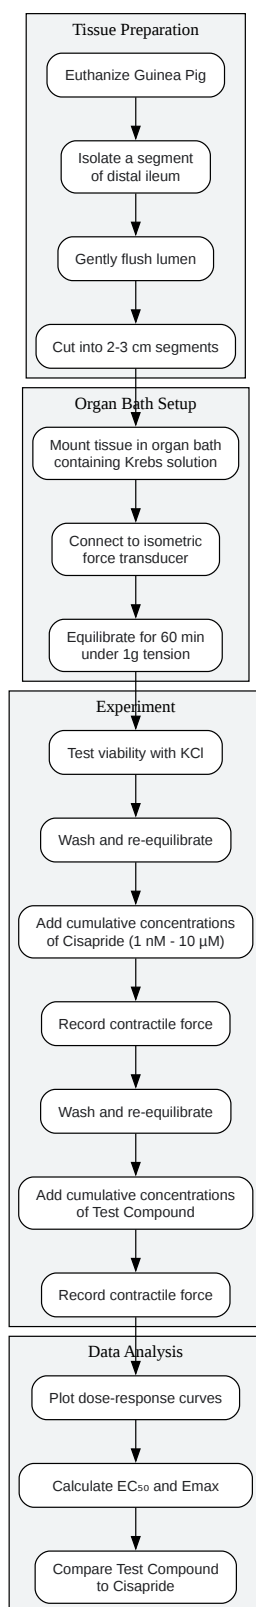 Tissue Preparation
Euthanize Guinea Pig
Isolate a segment
of distal ileum
Gently flush lumen
Cut into 2-3 cm segments
Organ Bath Setup
Mount tissue in organ bath
containing Krebs solution
Connect to isometric
force transducer
Equilibrate for 60 min
under 1g tension
Experiment
Test viability with KCl
Wash and re-equilibrate
Add cumulative concentrations
of Cisapride (1 nM - 10 µM)
Record contractile force
Wash and re-equilibrate
Add cumulative concentrations
of Test Compound
Record contractile force
Data Analysis
Plot dose-response curves
Calculate EC₅₀ and Emax
Compare Test Compound
to Cisapride